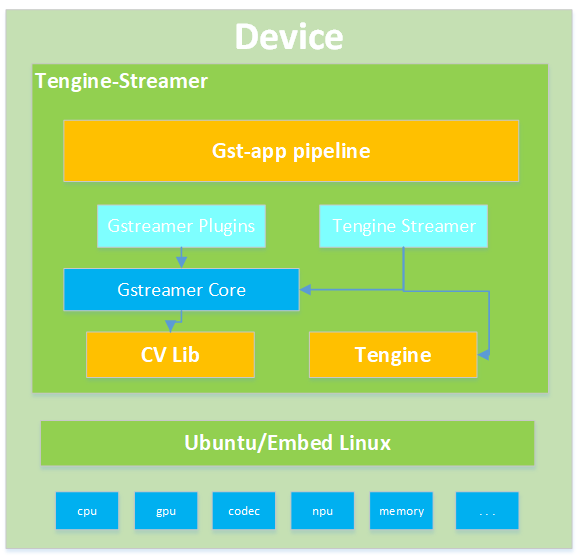 Device
Tengine-Streamer
Gst-app pipeline
Gstreamer Plugins
Tengine Streamer
Gstreamer Core
CV Lib
Tengine
Ubuntu/Embed Linux
cpu
gpu
codec
npu
memory
. . .